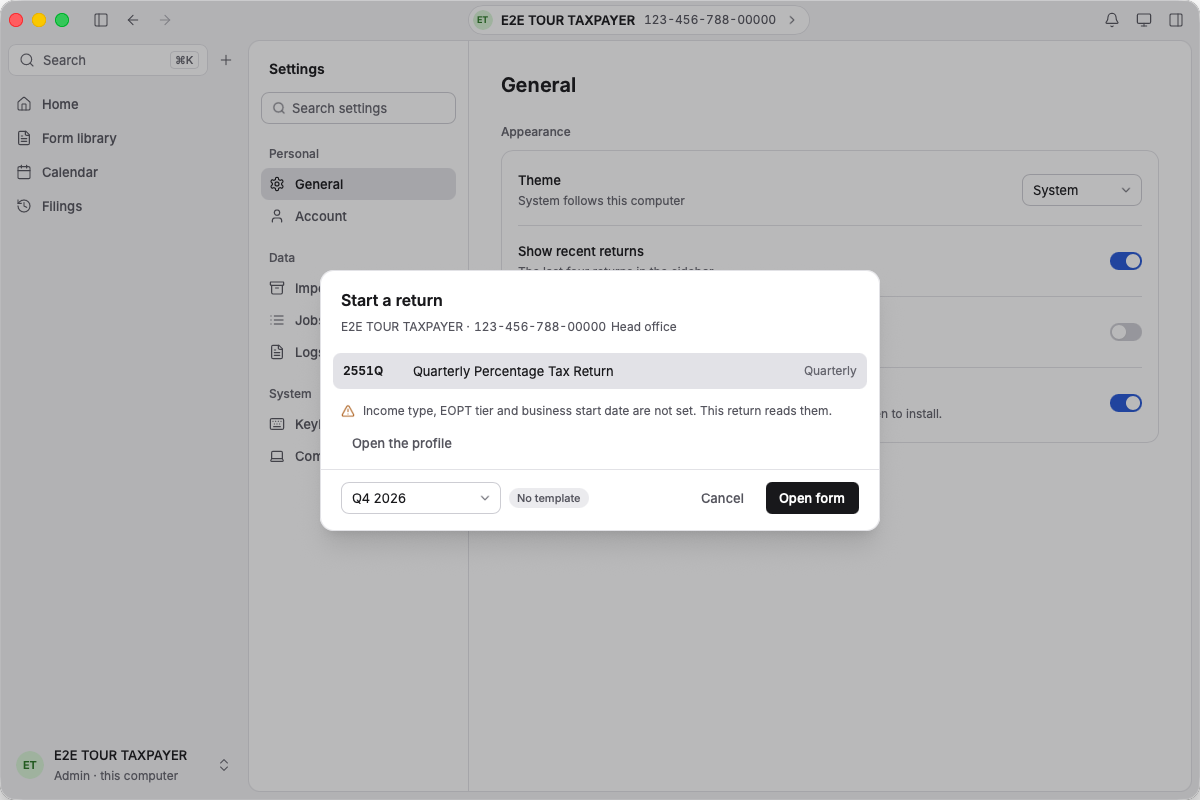 ET E2E TOUR TAXPAYER 123-456-788-00000
Search ⌘K
Home
Form library
Calendar
Filings
Settings
Search settings
Personal
General
Account
Data
Jobs
Logs
System
General
Appearance
Theme
System follows this computer
System
Show recent returns
Start a return
E2E TOUR TAXPAYER · 123-456-788-00000 Head office
2551Q Quarterly Percentage Tax Return Quarterly
Income type, EOPT tier and business start date are not set. This return reads them.
Open the profile
Q4 2026 No template Cancel Open form
to install.
ET E2E TOUR TAXPAYER
Admin · this computer